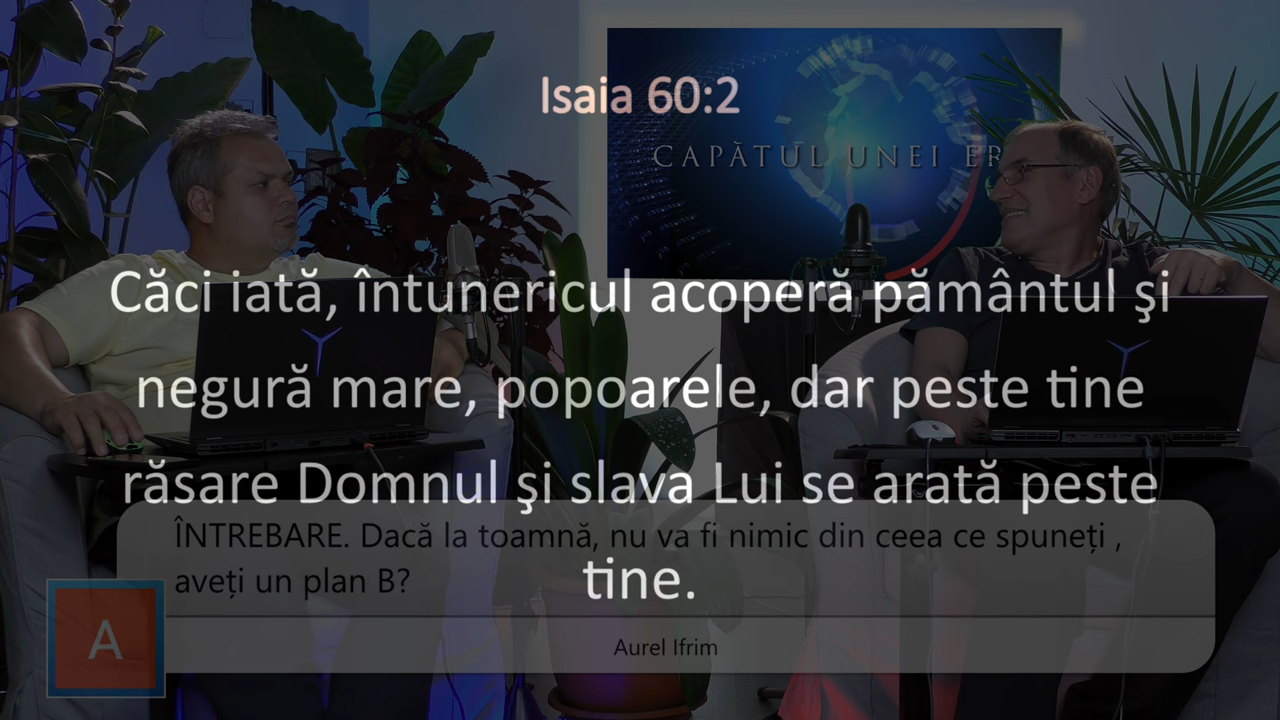 Isaia 60:2
CAPĂTUL UNEI ER
Căci iată, întunericul acoperă pământul şi
negură mare, popoarele, dar peste tine
răsare Domnul şi slava Lui se arată peste
tine.
ÎNTREBARE. Dacă la toamnă, nu va fi nimic din ceea ce spuneți ,
aveți un plan B?
A
Aurel Ifrim